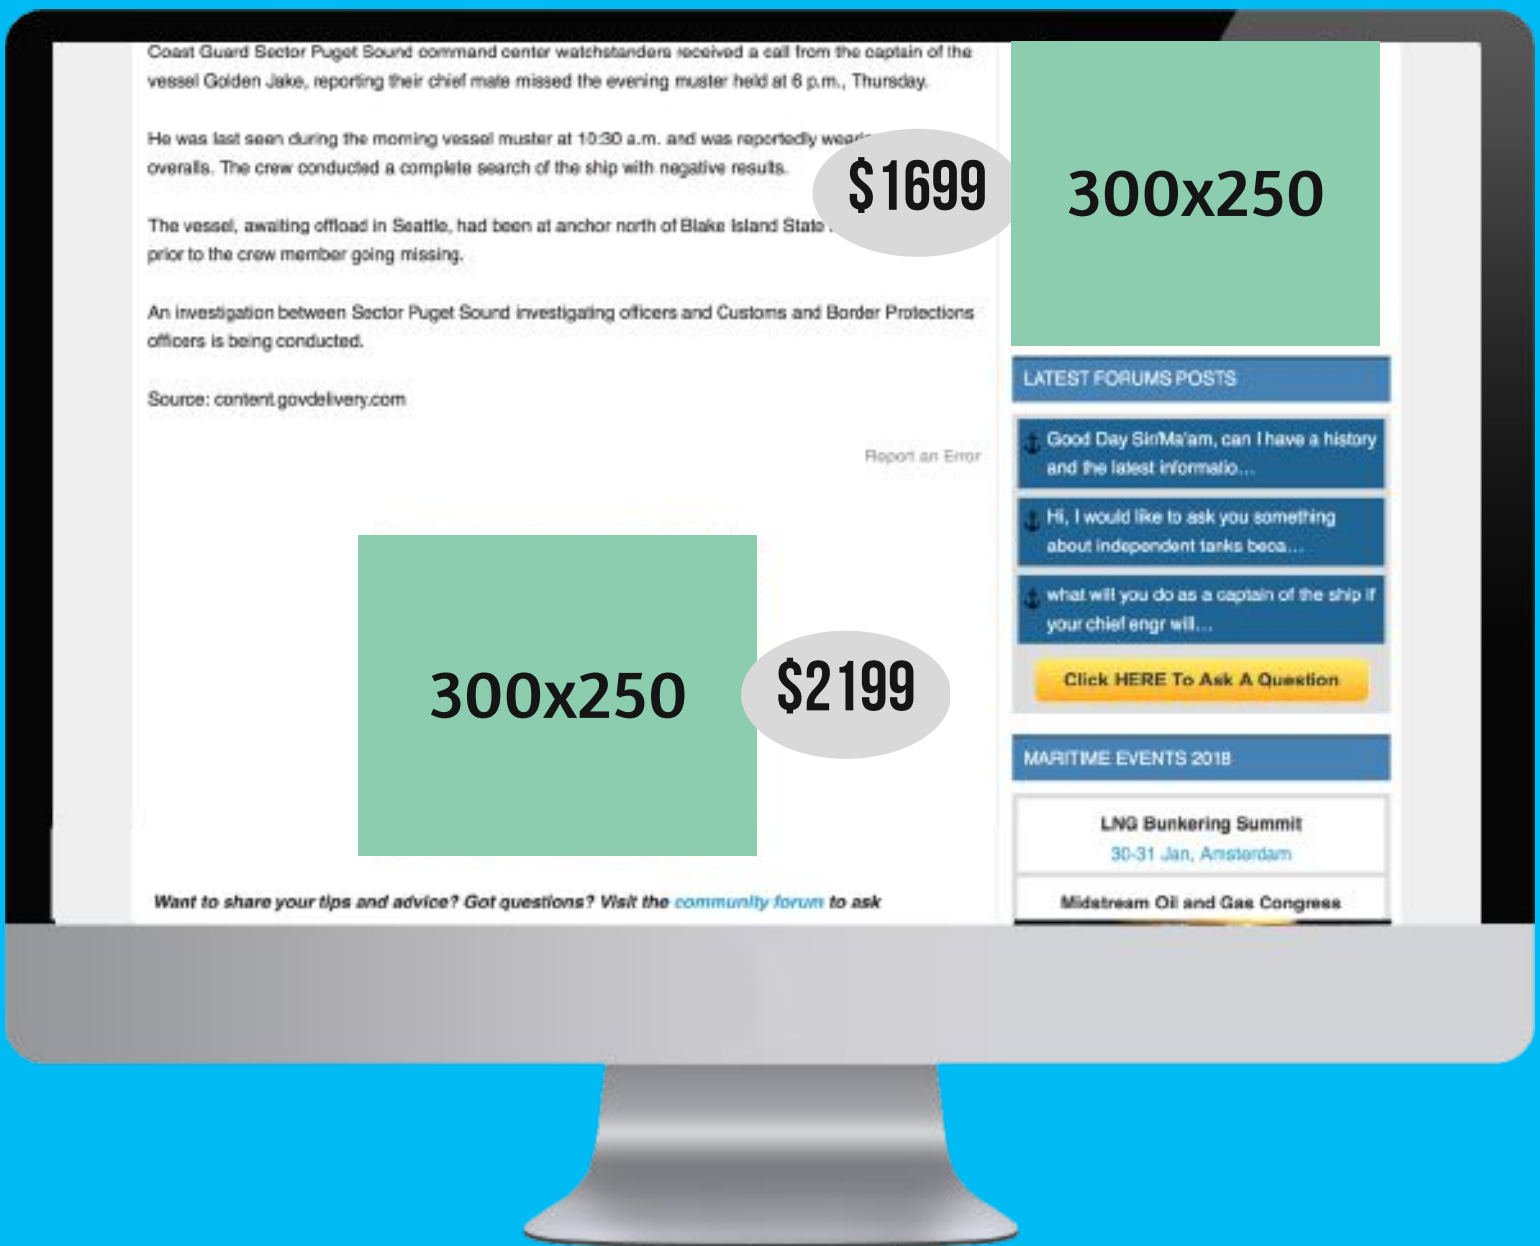 Coast Guard Sector Puget Sound command center watchstanders received a call from the captain of the
vessel Golden Jake, reporting their chief mate missed the evening muster held at 6 p.m., Thursday.
He was last seen during the morning vessel muster at 10:30 a.m. and was reportedly
overalls. The crew conducted a complete search of the ship with negative results.
$1699
300x250
The vessel, awaiting offload in Seattle, had been at anchor north of Blake Island State
prior to the crew member going missing.
An investigation between Sector Puget Sound investigating officers and Customs and Border Protections
officers is being conducted.
Source: content.govdelivery.com
Report an Error
300x250
$2199
Want to share your tips and advice? Got questions? Visit the community forum to ask
LATEST FORUMS POSTS
Good Day Sir/Ma'am, can I have a history
and the latest informatio...
Hi, I would like to ask you something
about independent tanks beca...
what will you do as a captain of the ship if
your chief engr will...
Click HERE To Ask A Question
MARITIME EVENTS 2018
LNG Bunkering Summit
30-31 Jan, Amsterdam
Midstream Oil and Gas Congress